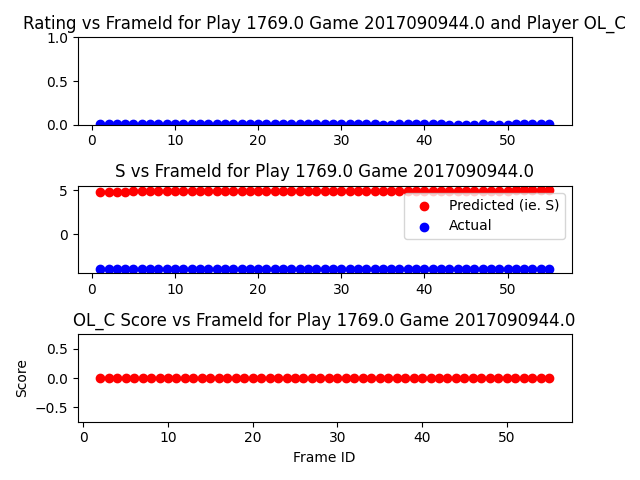 Rating vs FrameId for Play 1769.0 Game 2017090944.0 and Player OL_C
1.0
0.5
0.0
0 10 20 30 40 50
S vs FrameId for Play 1769.0 Game 2017090944.0
5
0
Predicted (ie. S)
Actual
0 10 20 30 40 50
OL_C Score vs FrameId for Play 1769.0 Game 2017090944.0
Score
0.5
0.0
−0.5
0 10 20 30 40 50
Frame ID